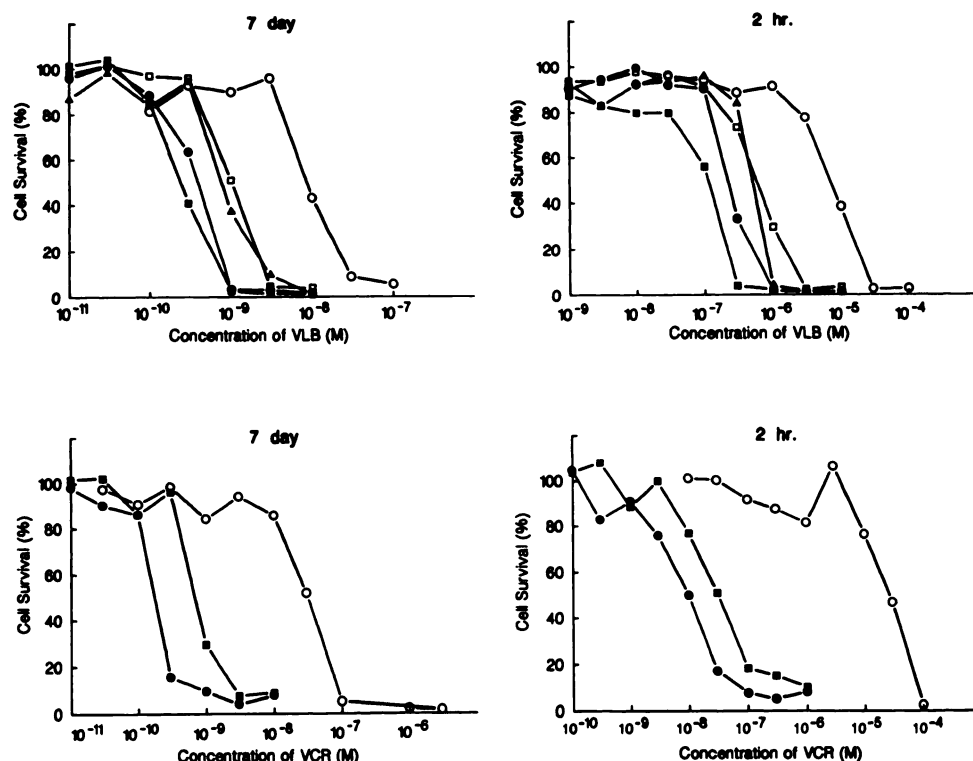 7 day
Cell Survival (%)
100
80
60
40
20
0
10⁻¹¹ 10⁻¹⁰ 10⁻⁹ 10⁻⁸ 10⁻⁷
Concentration of VLB (M)
2 hr.
Cell Survival (%)
100
80
60
40
20
0
10⁻⁹ 10⁻⁸ 10⁻⁷ 10⁻⁶ 10⁻⁵ 10⁻⁴
Concentration of VLB (M)
7 day
Cell Survival (%)
100
80
60
40
20
0
10⁻¹¹ 10⁻¹⁰ 10⁻⁹ 10⁻⁸ 10⁻⁷ 10⁻⁶
Concentration of VCR (M)
2 hr.
Cell Survival (%)
100
80
60
40
20
0
10⁻¹⁰ 10⁻⁹ 10⁻⁸ 10⁻⁷ 10⁻⁶ 10⁻⁵ 10⁻⁴
Concentration of VCR (M)